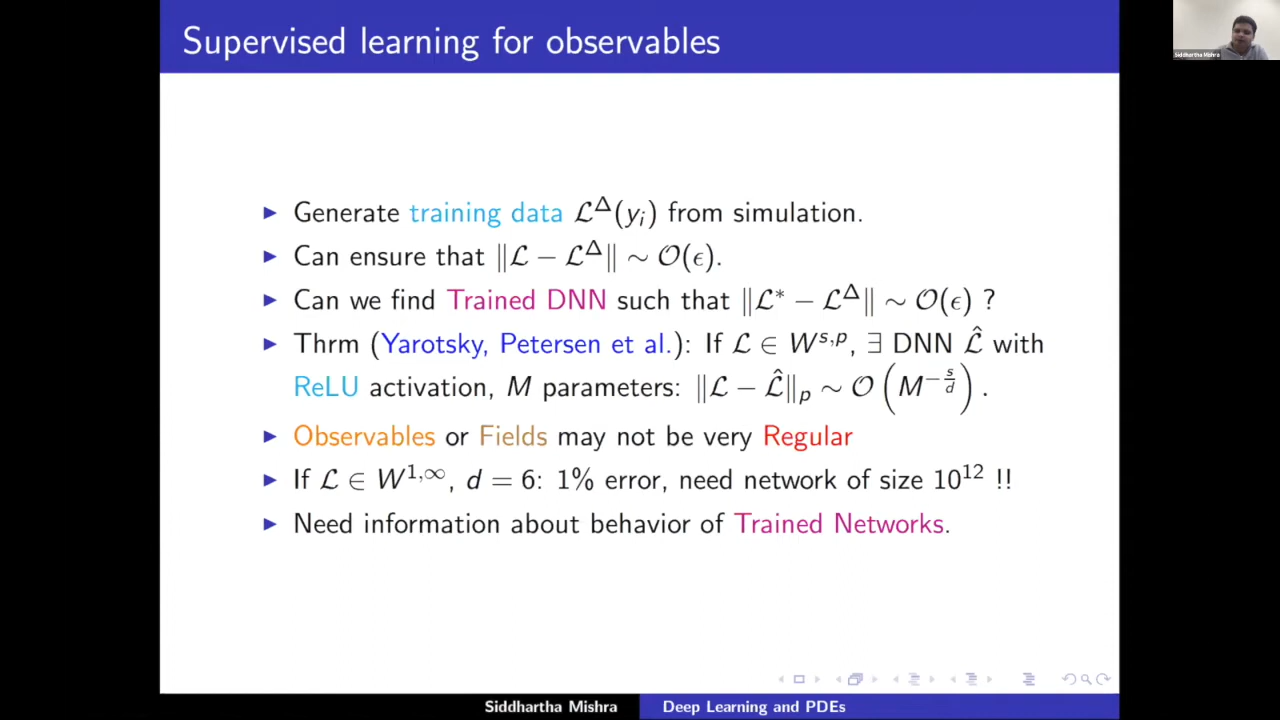 Supervised learning for observables
Siddhartha Mishra
▶ Generate training data ℒ^Δ(y_i) from simulation.
▶ Can ensure that ‖ℒ − ℒ^Δ‖ ∼ 𝒪(ϵ).
▶ Can we find Trained DNN such that ‖ℒ* − ℒ^Δ‖ ∼ 𝒪(ϵ) ?
▶ Thrm (Yarotsky, Petersen et al.): If ℒ ∈ W^{s,p}, ∃ DNN ℒ̂ with
ReLU activation, M parameters: ‖ℒ − ℒ̂‖_p ∼ 𝒪(M^{−s/d}).
▶ Observables or Fields may not be very Regular
▶ If ℒ ∈ W^{1,∞}, d = 6: 1% error, need network of size 10^{12} !!
▶ Need information about behavior of Trained Networks.
Siddhartha Mishra Deep Learning and PDEs